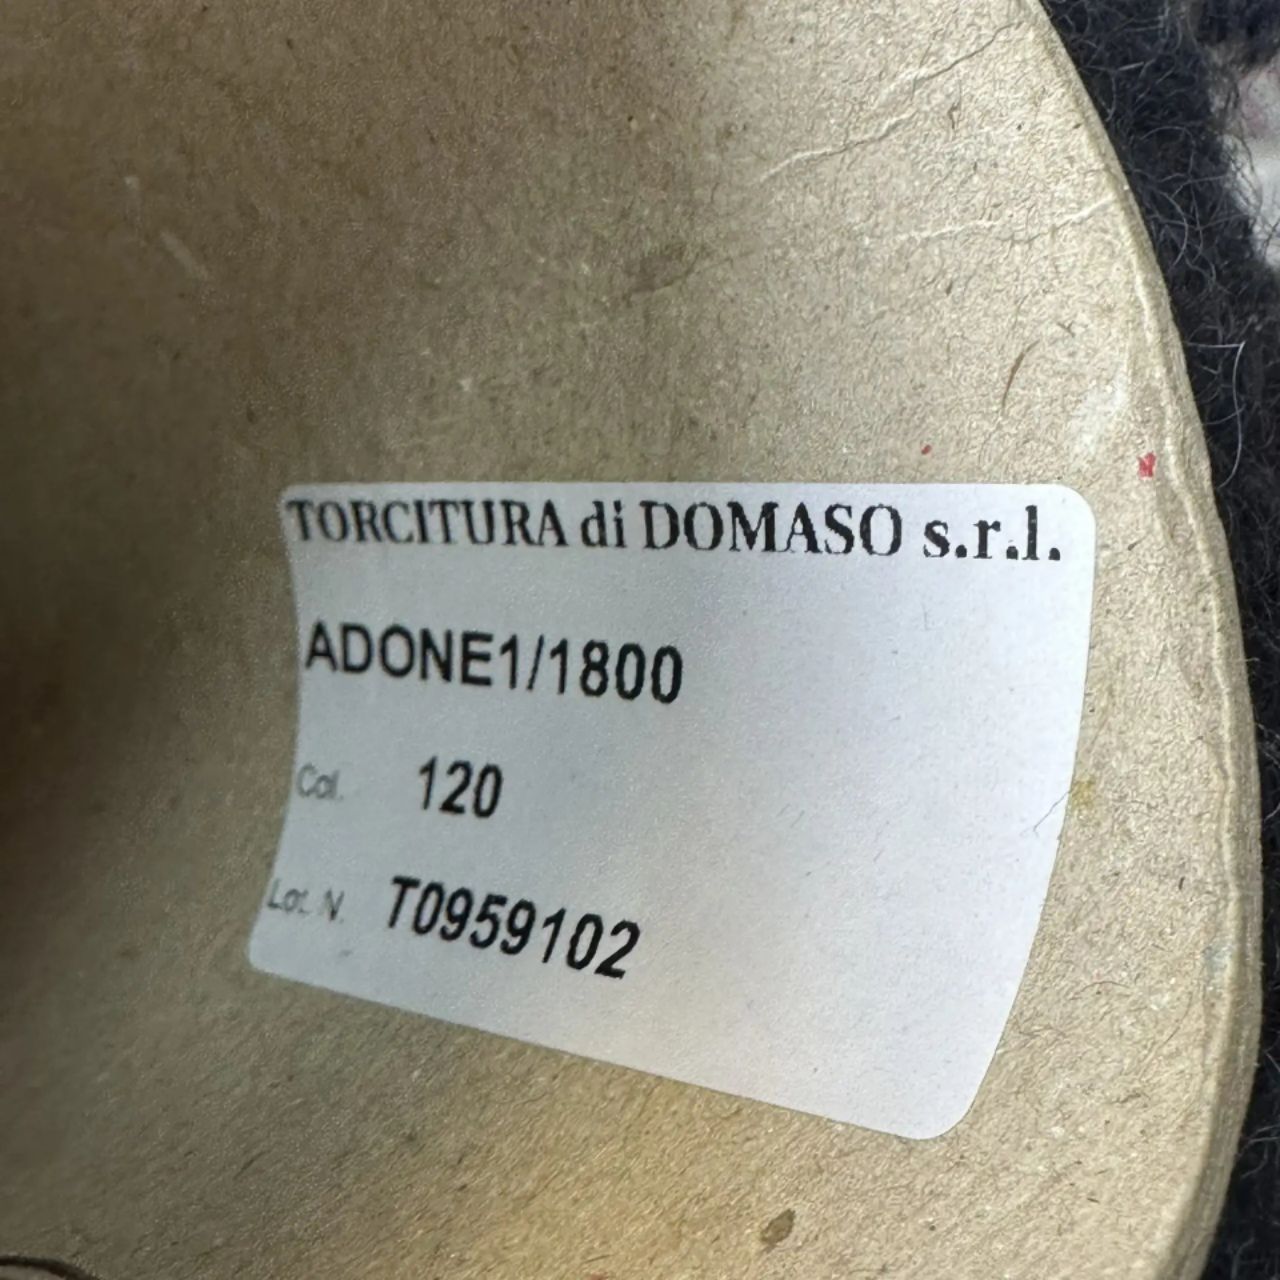 TORCITURA di DOMASO s.r.l.
ADONE1/1800
Col. 120
Lot. N. T0959102